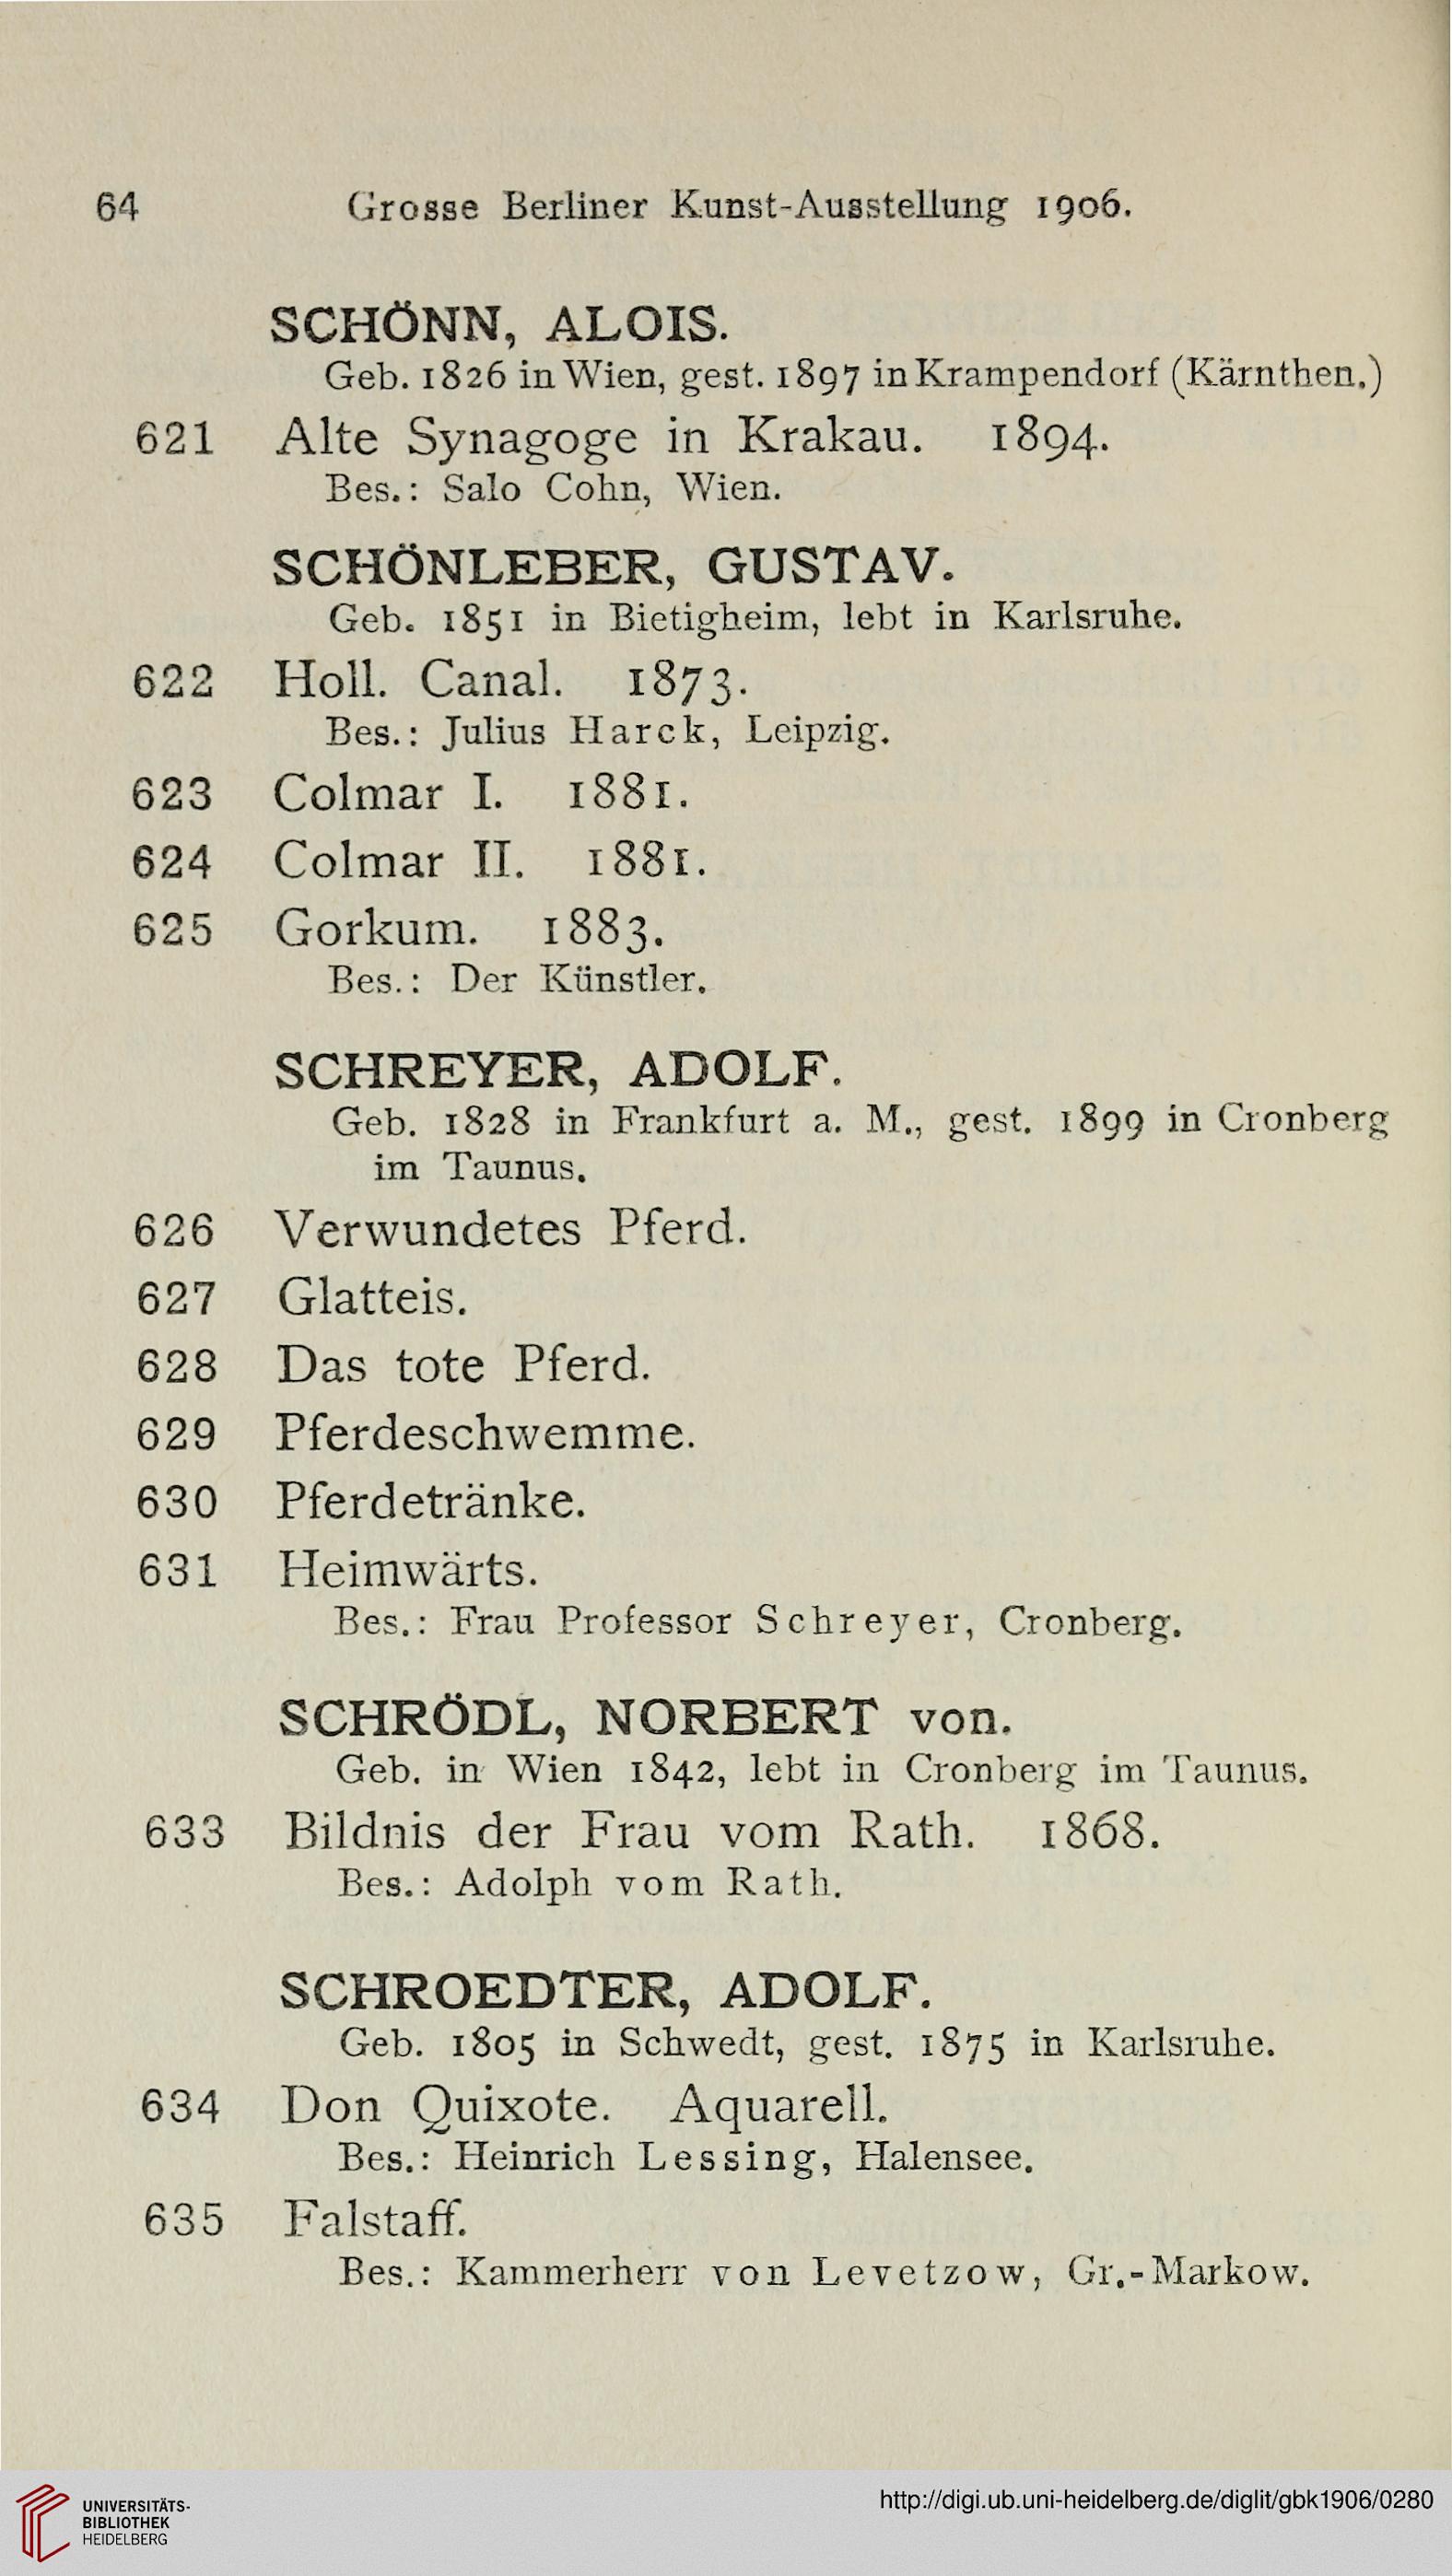 64 Grosse Berliner Kunst-Ausstellung 1906.
SCHÖNN, ALOIS.
Geb. 1826 in Wien, gest. 1897 in Krampendorf (Kärnthen.)
621 Alte Synagoge in Krakau. 1894.
Bes.: Salo Cohn, Wien.
SCHÖNLEBER, GUSTAV.
Geb. 1851 in Bietigheim, lebt in Karlsruhe.
622 Holl. Canal. 1873.
Bes.: Julius Harck, Leipzig.
623 Colmar I. 1881.
624 Colmar II. 1881.
625 Gorkum. 1883.
Bes.: Der Künstler.
SCHREYER, ADOLF.
Geb. 1828 in Frankfurt a. M., gest. 1899 in Cronberg
im Taunus.
626 Verwundetes Pferd.
627 Glatteis.
628 Das tote Pferd.
629 Pferdeschwemme.
630 Pferdetränke.
631 Heimwärts.
Bes.: Frau Professor Schreyer, Cronberg.
SCHRÖDL, NORBERT von.
Geb. in Wien 1842, lebt in Cronberg im Taunus.
633 Bildnis der Frau vom Rath. 1868.
Bes.: Adolph vom Rath.
SCHROEDTER, ADOLF.
Geb. 1805 in Schwedt, gest. 1875 in Karlsruhe.
634 Don Quixote. Aquarell.
Bes.: Heinrich Lessing, Halensee.
635 Falstaff.
Bes.: Kammerherr von Levetzow, Gr.-Markow.
UNIVERSITÄTS-
BIBLIOTHEK
HEIDELBERG
http://digi.ub.uni-heidelberg.de/diglit/gbk1906/0280